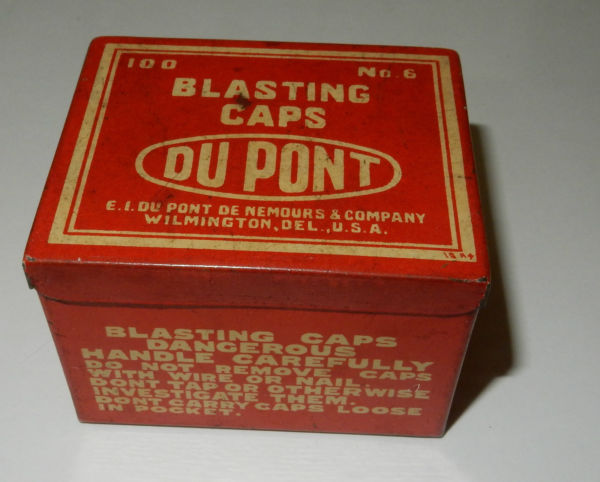 100 No. 6
BLASTING
CAPS
DU PONT
E. I. DU PONT DE NEMOURS & COMPANY
WILMINGTON, DEL., U.S.A.
BLASTING CAPS
DANGEROUS
HANDLE CAREFULLY
DO NOT REMOVE CAPS
WITH WIRE OR NAIL.
DONT TAP OR OTHERWISE
INVESTIGATE THEM.
DONT CARRY CAPS LOOSE
IN POCKET.